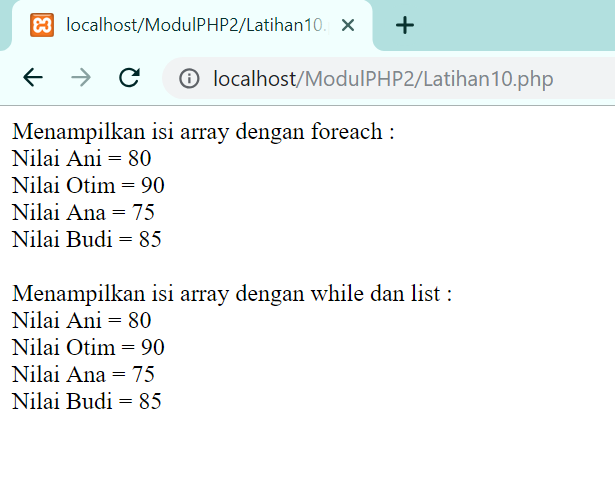 localhost/ModulPHP2/Latihan10.
localhost/ModulPHP2/Latihan10.php
Menampilkan isi array dengan foreach :
Nilai Ani = 80
Nilai Otim = 90
Nilai Ana = 75
Nilai Budi = 85
Menampilkan isi array dengan while dan list :
Nilai Ani = 80
Nilai Otim = 90
Nilai Ana = 75
Nilai Budi = 85